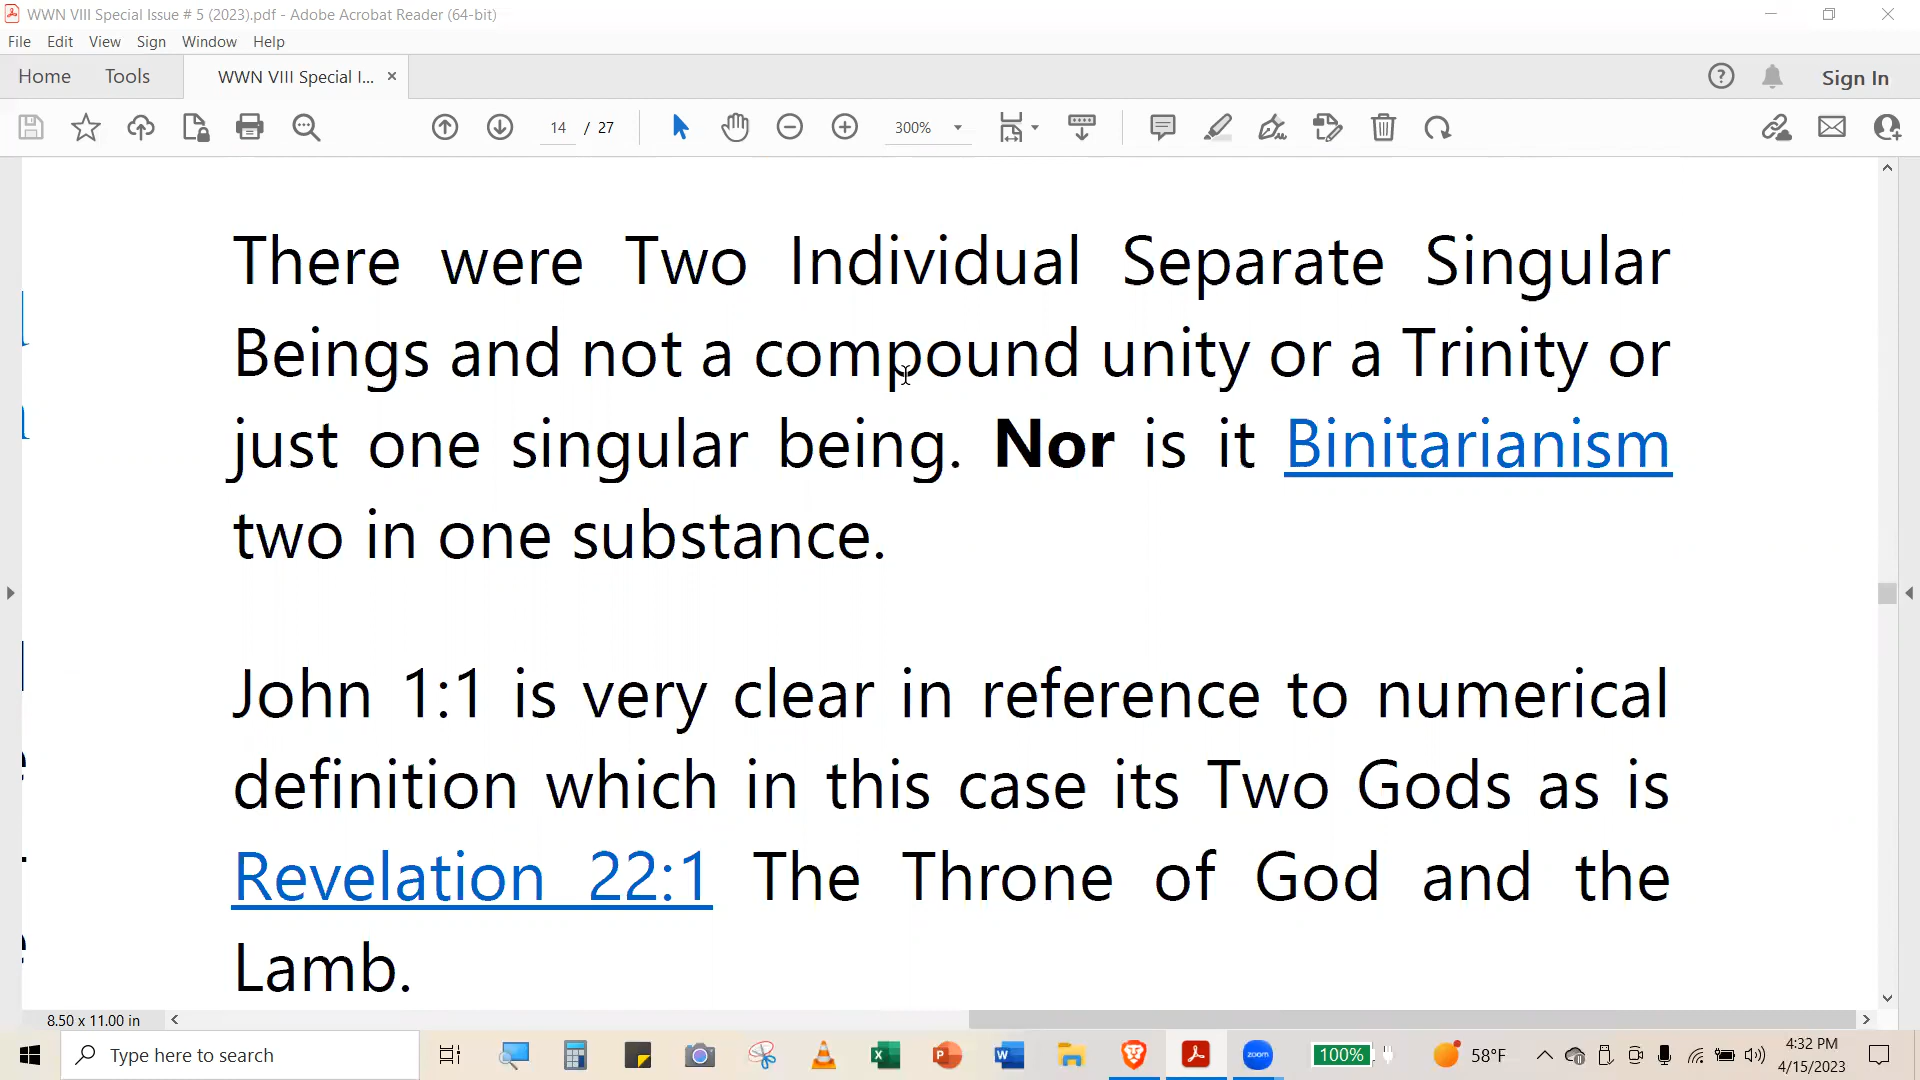 WWN VIII Special Issue # 5 (2023).pdf - Adobe Acrobat Reader (64-bit)
File Edit View Sign Window Help
Home Tools WWN VIII Special I... × Sign In
14 / 27 300%
There were Two Individual Separate Singular
Beings and not a compound unity or a Trinity or
just one singular being. Nor is it Binitarianism
two in one substance.
John 1:1 is very clear in reference to numerical
definition which in this case its Two Gods as is
Revelation 22:1 The Throne of God and the
Lamb.
8.50 x 11.00 in
Type here to search zoom 100% 58°F 4:32 PM
4/15/2023